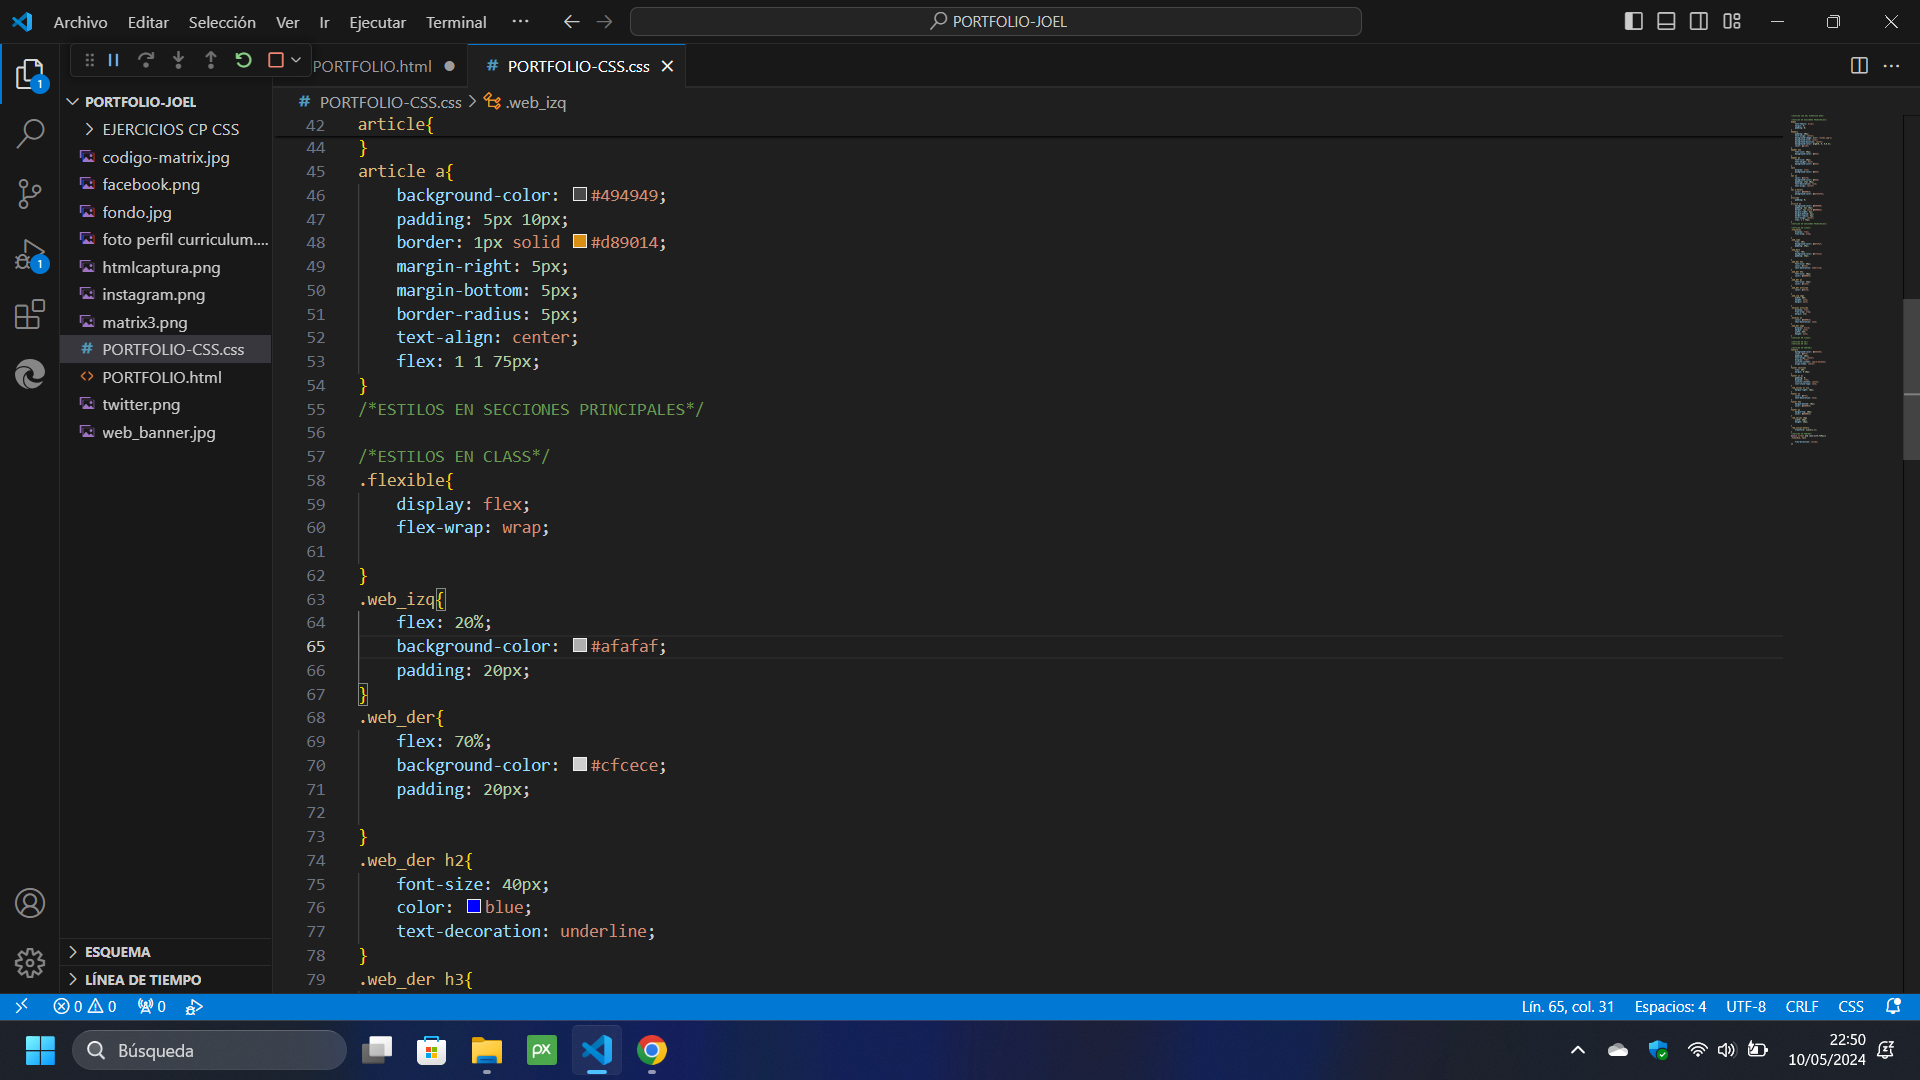 Archivo Editar Selección Ver Ir Ejecutar Terminal ··· PORTFOLIO-JOEL
PORTFOLIO.html # PORTFOLIO-CSS.css
# PORTFOLIO-CSS.css > .web_izq
1
PORTFOLIO-JOEL
EJERCICIOS CP CSS
codigo-matrix.jpg
facebook.png
fondo.jpg
foto perfil curriculum....
htmlcaptura.png
instagram.png
matrix3.png
# PORTFOLIO-CSS.css
<> PORTFOLIO.html
twitter.png
web_banner.jpg
1
ESQUEMA
LÍNEA DE TIEMPO
42 article{
44 }
45 article a{
46 background-color: #494949;
47 padding: 5px 10px;
48 border: 1px solid #d89014;
49 margin-right: 5px;
50 margin-bottom: 5px;
51 border-radius: 5px;
52 text-align: center;
53 flex: 1 1 75px;
54 }
55 /*ESTILOS EN SECCIONES PRINCIPALES*/
56
57 /*ESTILOS EN CLASS*/
58 .flexible{
59 display: flex;
60 flex-wrap: wrap;
61
62 }
63 .web_izq{
64 flex: 20%;
65 background-color: #afafaf;
66 padding: 20px;
67 }
68 .web_der{
69 flex: 70%;
70 background-color: #cfcece;
71 padding: 20px;
72
73 }
74 .web_der h2{
75 font-size: 40px;
76 color: blue;
77 text-decoration: underline;
78 }
79 .web_der h3{
0 0 0 Lín. 65, col. 31 Espacios: 4 UTF-8 CRLF CSS
Búsqueda
px
22:50
10/05/2024